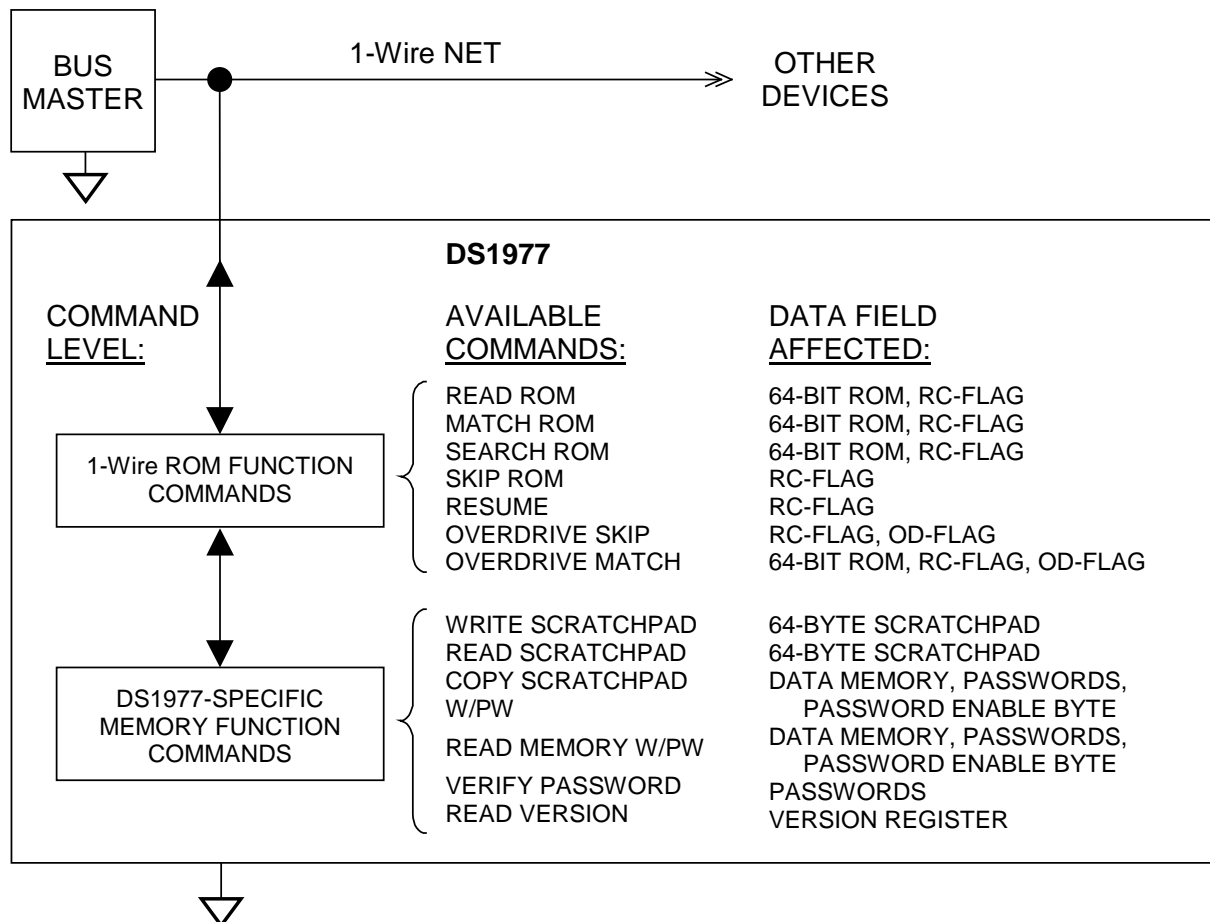 BUS
MASTER
1-Wire NET
OTHER
DEVICES
DS1977
COMMAND
LEVEL:
AVAILABLE
COMMANDS:
DATA FIELD
AFFECTED:
1-Wire ROM FUNCTION
COMMANDS
READ ROM 64-BIT ROM, RC-FLAG
MATCH ROM 64-BIT ROM, RC-FLAG
SEARCH ROM 64-BIT ROM, RC-FLAG
SKIP ROM RC-FLAG
RESUME RC-FLAG
OVERDRIVE SKIP RC-FLAG, OD-FLAG
OVERDRIVE MATCH 64-BIT ROM, RC-FLAG, OD-FLAG
DS1977-SPECIFIC
MEMORY FUNCTION
COMMANDS
WRITE SCRATCHPAD 64-BYTE SCRATCHPAD
READ SCRATCHPAD 64-BYTE SCRATCHPAD
COPY SCRATCHPAD DATA MEMORY, PASSWORDS,
W/PW PASSWORD ENABLE BYTE
READ MEMORY W/PW DATA MEMORY, PASSWORDS,
PASSWORD ENABLE BYTE
VERIFY PASSWORD PASSWORDS
READ VERSION VERSION REGISTER